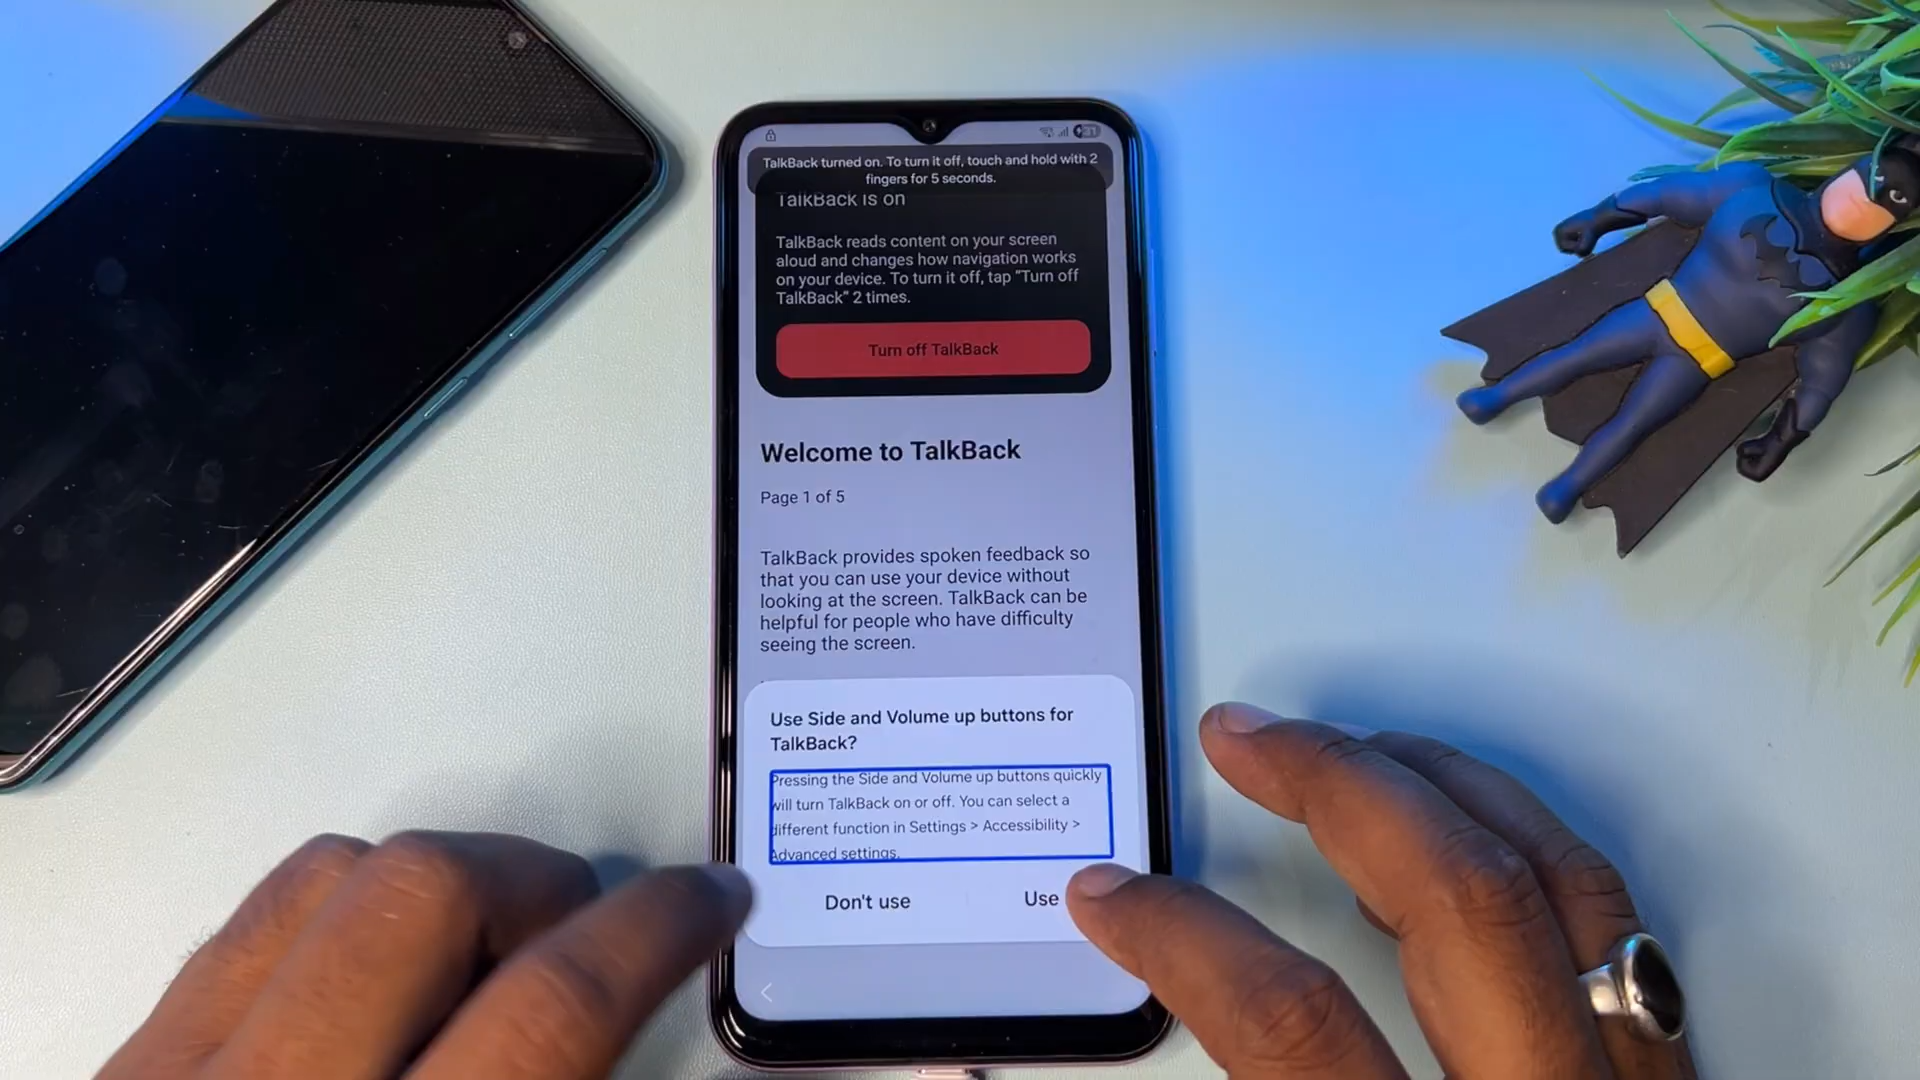 31
TalkBack turned on. To turn it off, touch and hold with 2
fingers for 5 seconds.
TalkBack is on
TalkBack reads content on your screen
aloud and changes how navigation works
on your device. To turn it off, tap "Turn off
TalkBack" 2 times.
Turn off TalkBack
Welcome to TalkBack
Page 1 of 5
TalkBack provides spoken feedback so
that you can use your device without
looking at the screen. TalkBack can be
helpful for people who have difficulty
seeing the screen.
Use Side and Volume up buttons for
TalkBack?
Pressing the Side and Volume up buttons quickly
will turn TalkBack on or off. You can select a
different function in Settings > Accessibility >
Advanced settings.
Don't use
Use